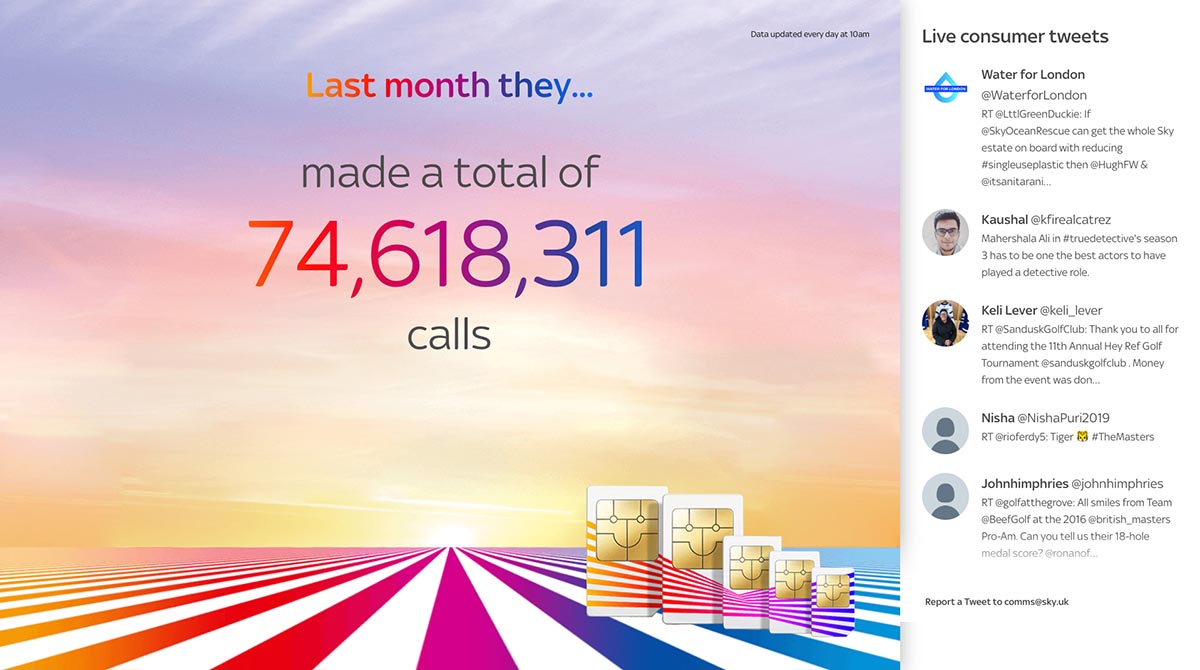 Data updated every day at 10am
Last month they...
made a total of
74,618,311
calls
Live consumer tweets
WATER FOR LONDON
Water for London
@WaterforLondon
RT @LttlGreenDuckie: If
@SkyOceanRescue can get the whole Sky
estate on board with reducing
#singleuseplastic then @HughFW &
@itsanitarani...
Kaushal @kfirealcatrez
Mahershala Ali in #truedetective's season
3 has to be one the best actors to have
played a detective role.
Keli Lever @keli_lever
RT @SanduskGolfClub: Thank you to all for
attending the 11th Annual Hey Ref Golf
Tournament @sanduskgolfclub . Money
from the event was don...
Nisha @NishaPuri2019
RT @rioferdy5: Tiger 🐯 #TheMasters
Johnhimphries @johnhimphries
RT @golfatthegrove: All smiles from Team
@BeefGolf at the 2016 @british_masters
Pro-Am. Can you tell us their 18-hole
medal score? @ronanof...
Report a Tweet to comms@sky.uk